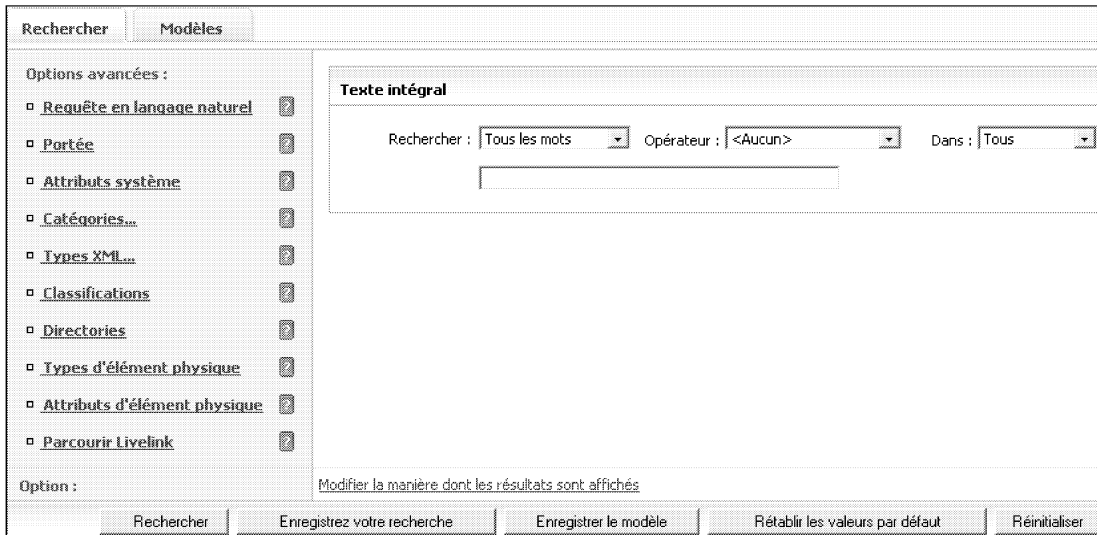 Rechercher Modèles
Options avancées :
Requête en langage naturel ?
Portée ?
Attributs système ?
Catégories... ?
Types XML... ?
Classifications ?
Directories ?
Types d'élément physique ?
Attributs d'élément physique ?
Parcourir Livelink ?
Option :
Texte intégral
Rechercher : Tous les mots Opérateur : <Aucun> Dans : Tous
Modifier la manière dont les résultats sont affichés
Rechercher Enregistrez votre recherche Enregistrer le modèle Rétablir les valeurs par défaut Réinitialiser